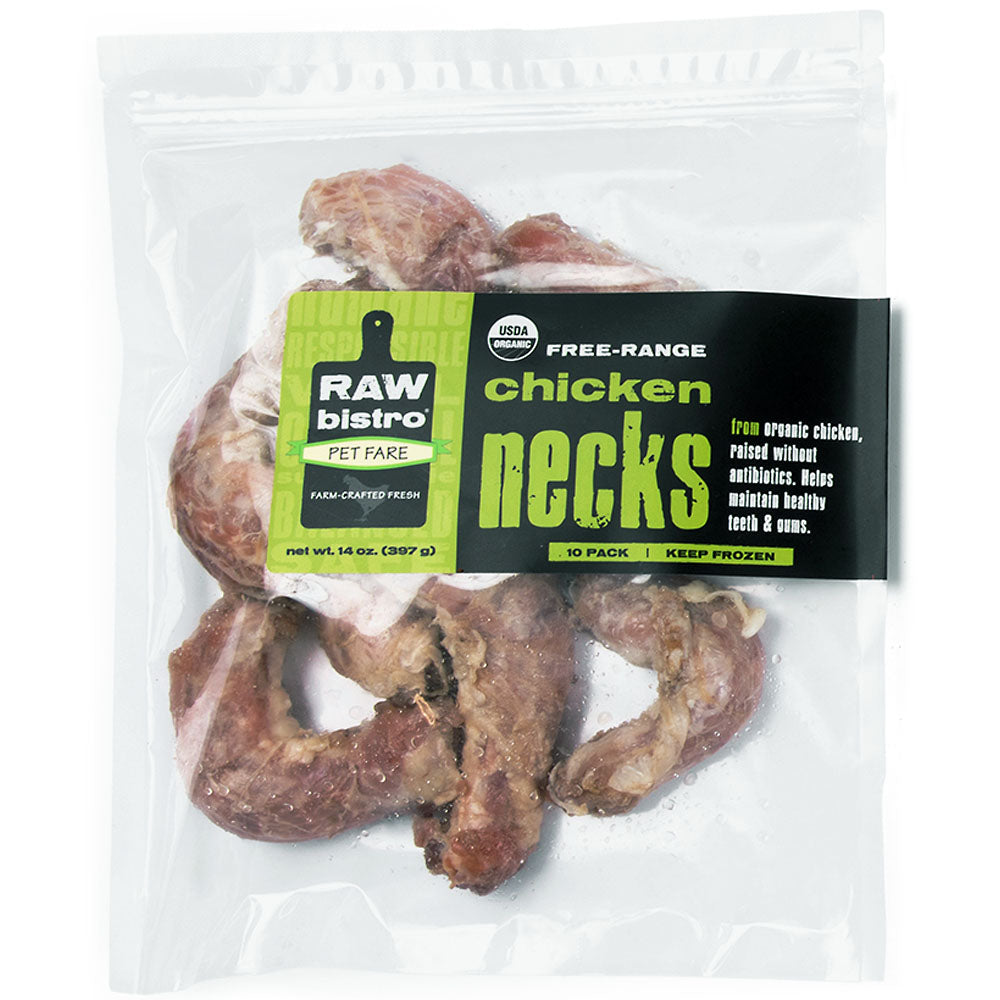 RESPONSIBLE
RAW
bistro®
PET FARE
FARM-CRAFTED FRESH
net wt. 14 oz. (397 g)
USDA
ORGANIC
FREE-RANGE
chicken
necks
10 PACK | KEEP FROZEN
from organic chicken,
raised without
antibiotics. Helps
maintain healthy
teeth & gums.